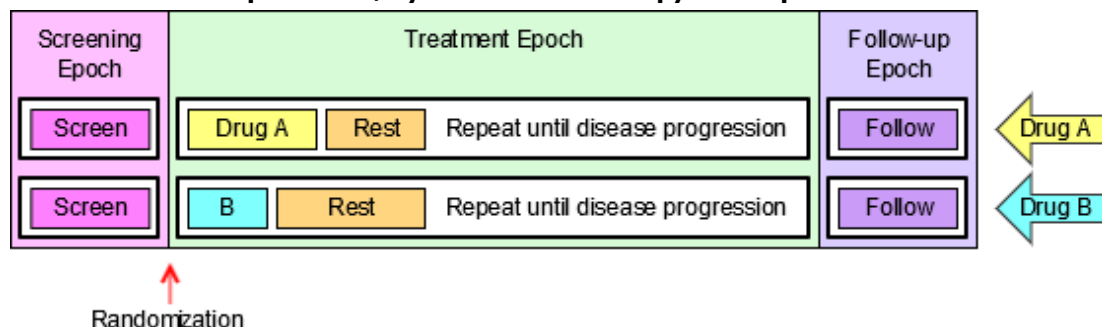 Screening
Epoch
Treatment Epoch
Follow-up
Epoch
Screen
Drug A
Rest
Repeat until disease progression
Follow
Drug A
Screen
B
Rest
Repeat until disease progression
Follow
Drug B
Randomization